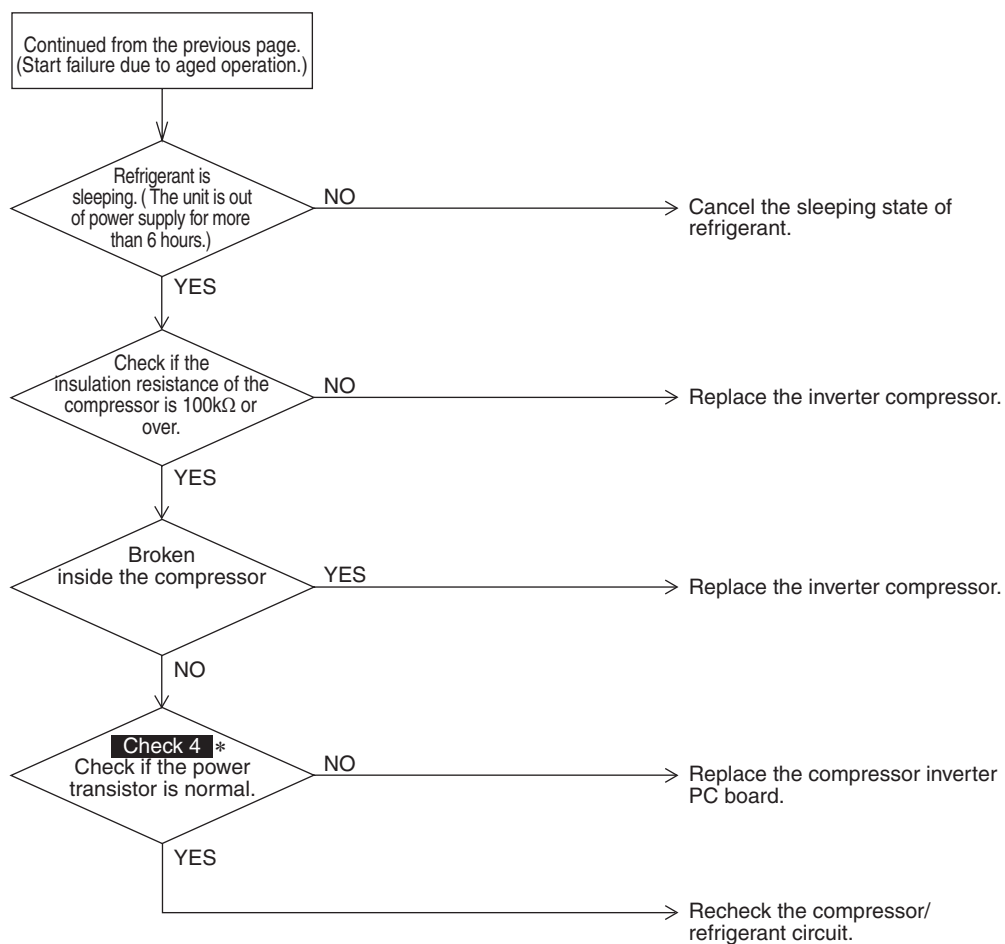 Continued from the previous page.
(Start failure due to aged operation.)
Refrigerant is
sleeping. ( The unit is out
of power supply for more
than 6 hours.)
NO
Cancel the sleeping state of
refrigerant.
YES
Check if the
insulation resistance of the
compressor is 100kΩ or
over.
NO
Replace the inverter compressor.
YES
Broken
inside the compressor
YES
Replace the inverter compressor.
NO
Check 4 *
Check if the power
transistor is normal.
NO
Replace the compressor inverter
PC board.
YES
Recheck the compressor/
refrigerant circuit.